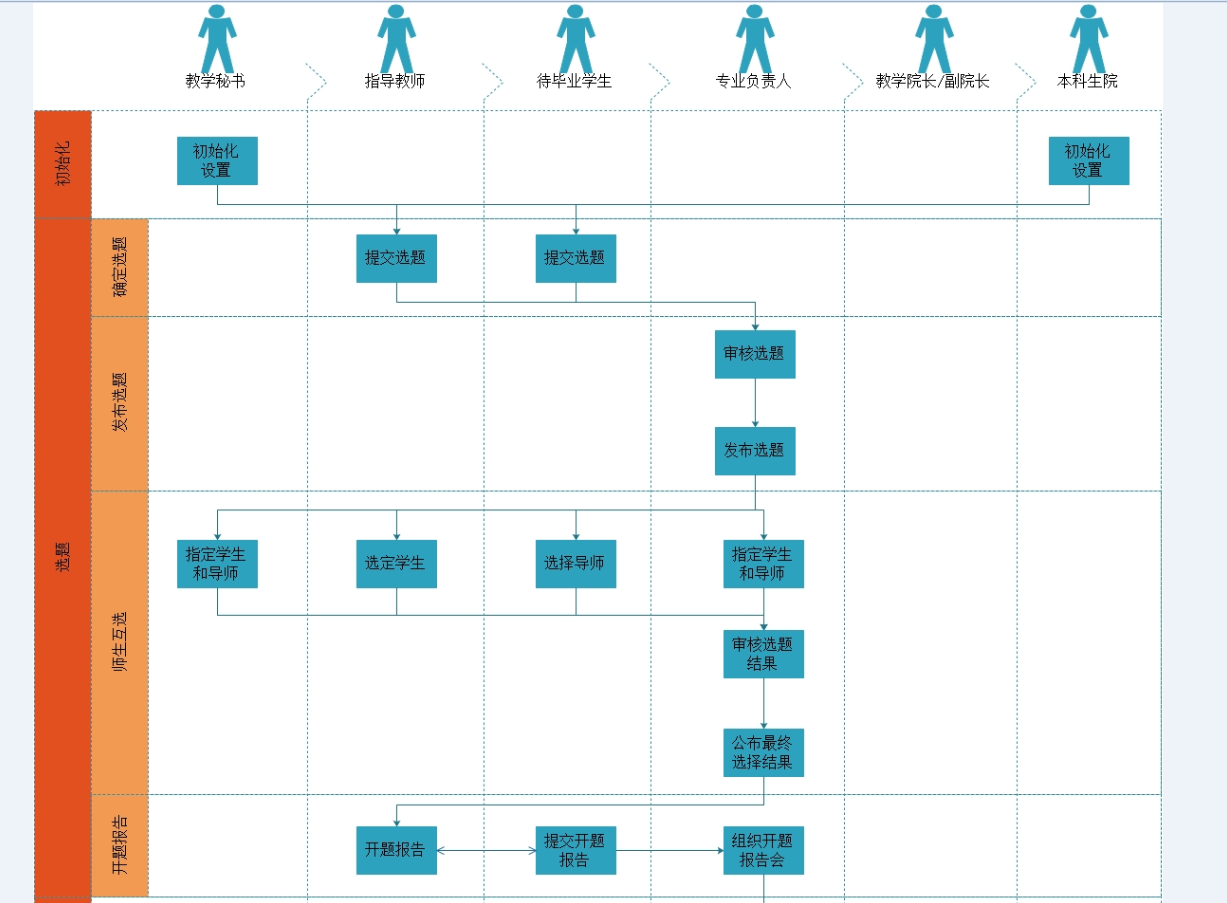 教学秘书
指导教师
待毕业学生
专业负责人
教学院长/副院长
本科生院
初始化
初始化
设置
初始化
设置
选题
确定选题
提交选题
提交选题
发布选题
审核选题
发布选题
师生互选
指定学生
和导师
选定学生
选择导师
指定学生
和导师
审核选题
结果
公布最终
选择结果
开题报告
开题报告
提交开题
报告
组织开题
报告会